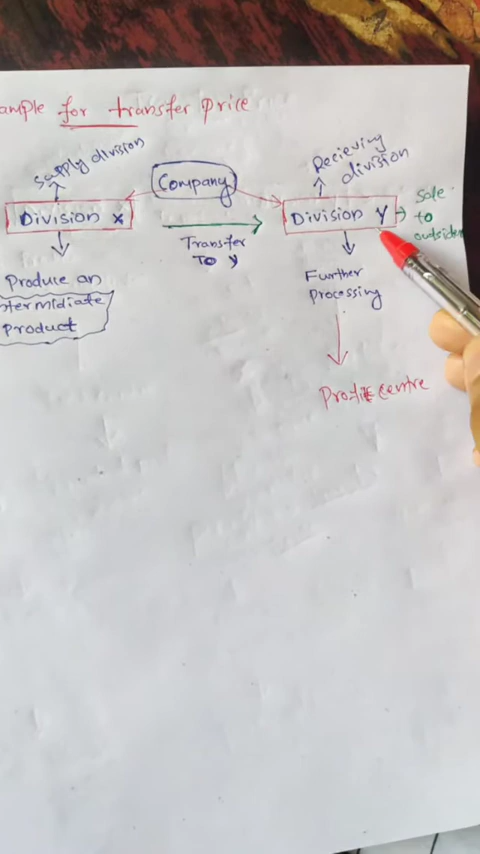 ample for transfer price
Supply division
Company
Recieving
division
Division X
Transfer
To Y
Division Y
Sale
to
outsider
Produce an
ntermidiate
Product
Further
Processing
Profit centre